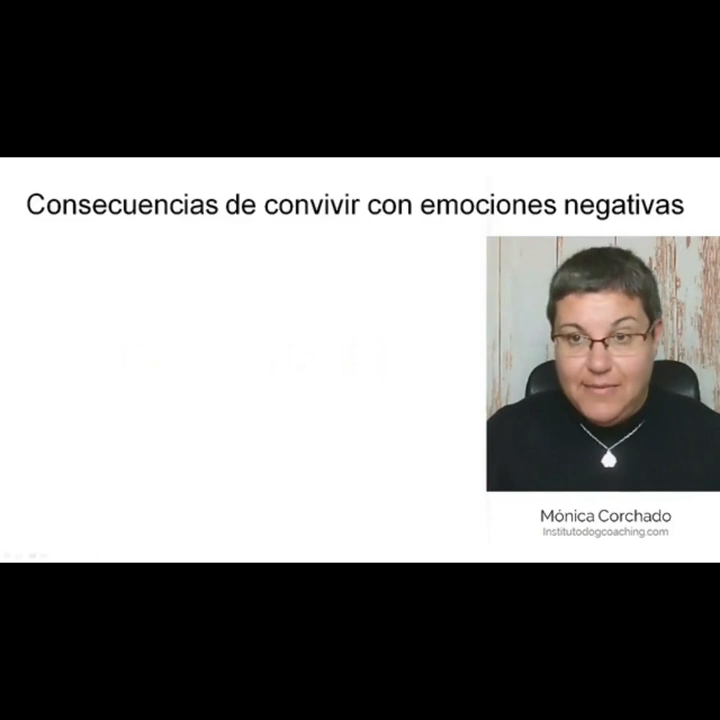 Consecuencias de convivir con emociones negativas
Mónica Corchado
Institutodogcoaching.com